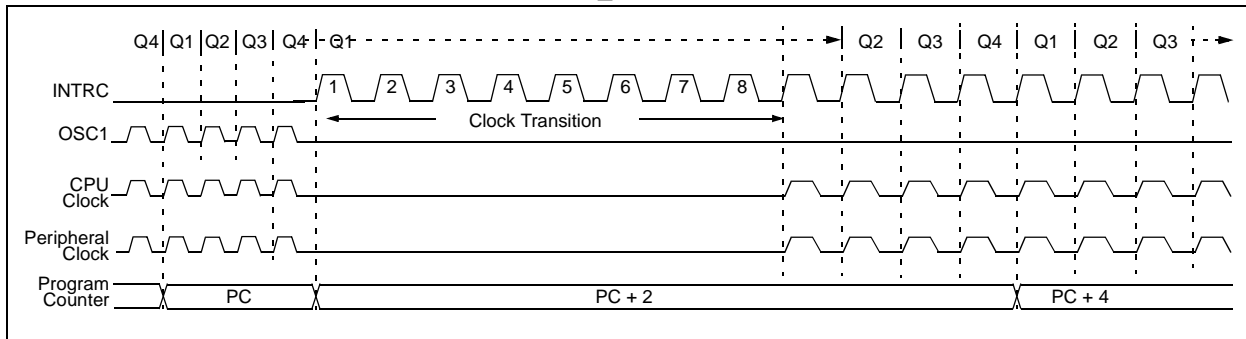 Q4 Q1 Q2 Q3 Q4 Q1 Q2 Q3 Q4 Q1 Q2 Q3
INTRC 1 2 3 4 5 6 7 8
Clock Transition
OSC1
CPU
Clock
Peripheral
Clock
Program
Counter PC PC + 2 PC + 4